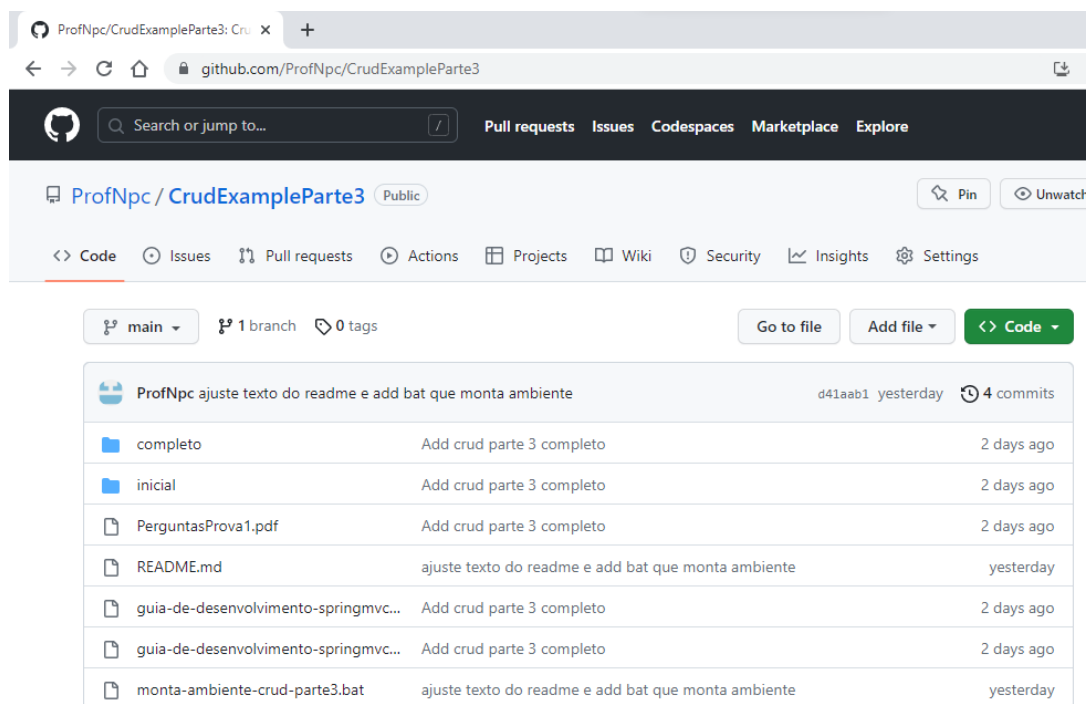 ProfNpc/CrudExampleParte3: Cru
github.com/ProfNpc/CrudExampleParte3
Search or jump to... / Pull requests Issues Codespaces Marketplace Explore
ProfNpc / CrudExampleParte3 Public Pin Unwatch
<> Code Issues Pull requests Actions Projects Wiki Security Insights Settings
main 1 branch 0 tags Go to file Add file <> Code
ProfNpc ajuste texto do readme e add bat que monta ambiente d41aab1 yesterday 4 commits
completo Add crud parte 3 completo 2 days ago
inicial Add crud parte 3 completo 2 days ago
PerguntasProva1.pdf Add crud parte 3 completo 2 days ago
README.md ajuste texto do readme e add bat que monta ambiente yesterday
guia-de-desenvolvimento-springmvc... Add crud parte 3 completo 2 days ago
guia-de-desenvolvimento-springmvc... Add crud parte 3 completo 2 days ago
monta-ambiente-crud-parte3.bat ajuste texto do readme e add bat que monta ambiente yesterday